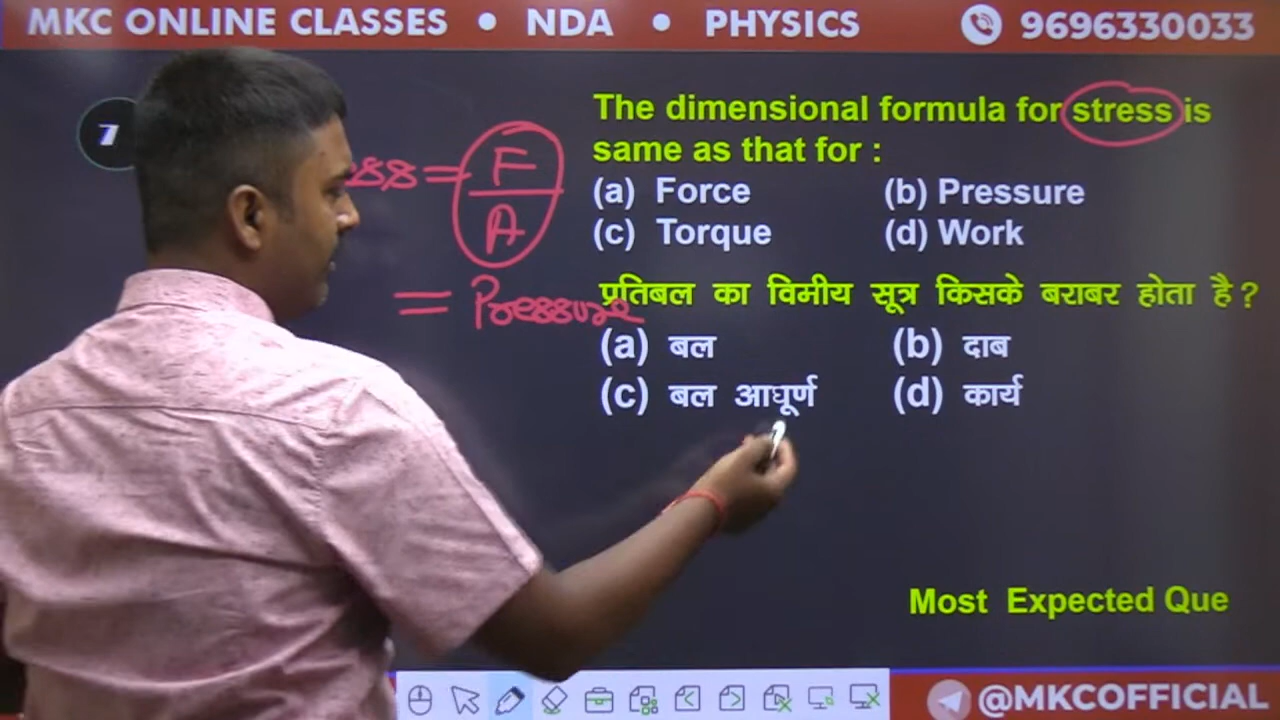 MKC ONLINE CLASSES • NDA • PHYSICS 9696330033
7
The dimensional formula for stress is
same as that for :
(a) Force (b) Pressure
(c) Torque (d) Work
= F
A
= Pressure
प्रतिबल का विमीय सूत्र किसके बराबर होता है ?
(a) बल (b) दाब
(c) बल आघूर्ण (d) कार्य
Most Expected Que
@MKCOFFICIAL